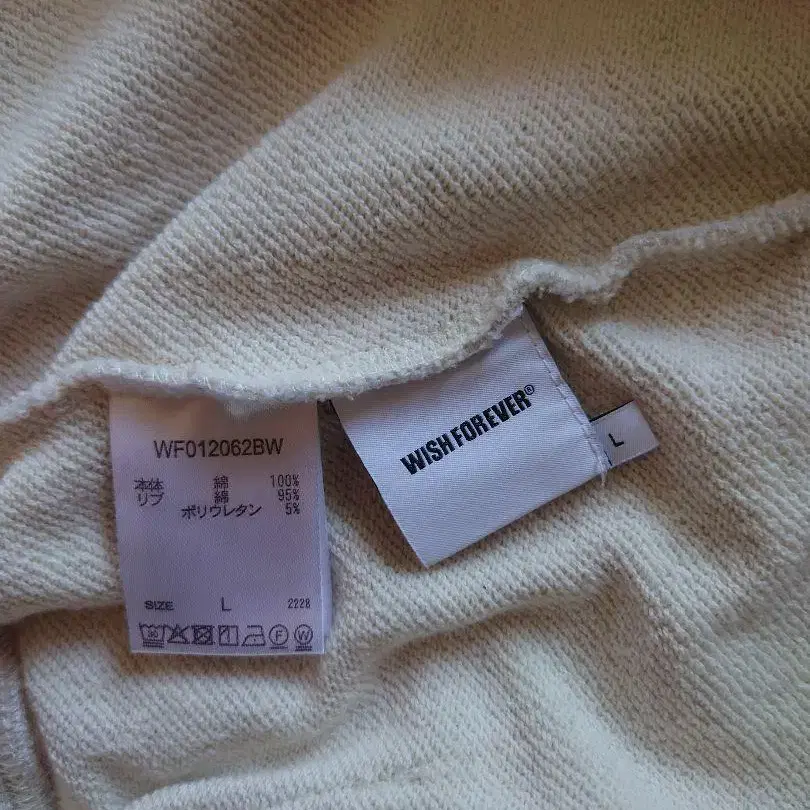 WF012062BW
本体 綿 100%
リブ 綿 95%
ポリウレタン 5%
SIZE L 2228
F W
WISH FOREVER®
L